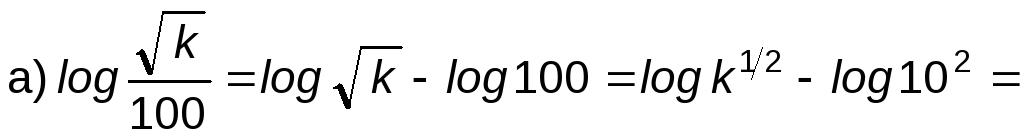 a) log √k/100 = log √k - log 100 = log k^1/2 - log 10^2 =